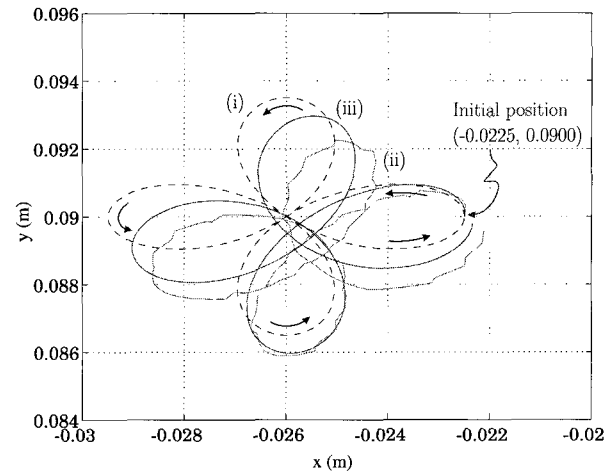 0.096
0.094
0.092
0.09
0.088
0.086
0.084
y (m)
(i)
(iii)
(ii)
Initial position
(-0.0225, 0.0900)
-0.03
-0.028
-0.026
-0.024
-0.022
-0.02
x (m)